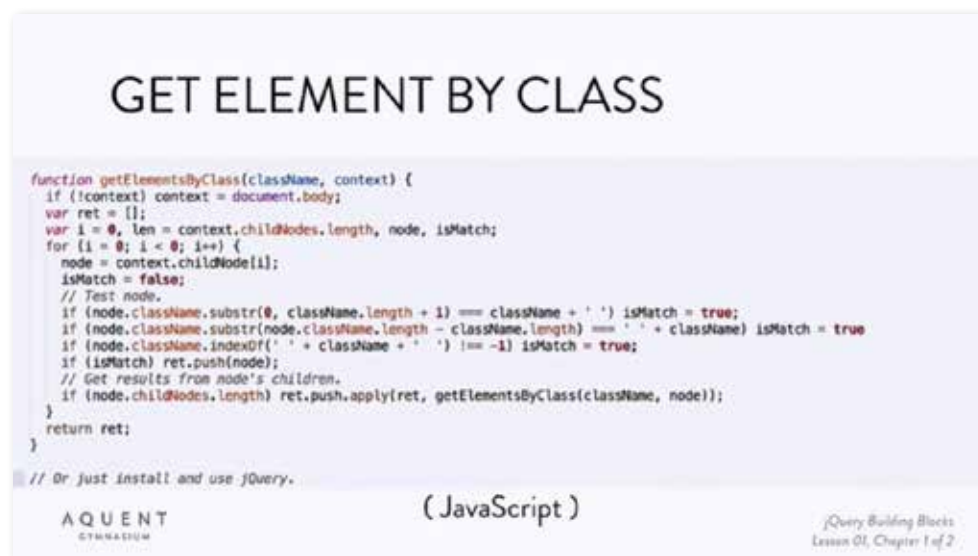 GET ELEMENT BY CLASS
function getElementsByClass(className, context) {
if (!context) context = document.body;
var ret = [];
var i = 0, len = context.childNodes.length, node, isMatch;
for (i = 0; i < 0; i++) {
node = context.childNode[i];
isMatch = false;
// Test node.
if (node.className.substr(0, className.length + 1) === className + ' ') isMatch = true;
if (node.className.substr(node.className.length - className.length) === ' ' + className) isMatch = true
if (node.className.indexOf(' ' + className + ' ') !== -1) isMatch = true;
if (isMatch) ret.push(node);
// Get results from node's children.
if (node.childNodes.length) ret.push.apply(ret, getElementsByClass(className, node));
}
return ret;
}
// Or just install and use jQuery.
( JavaScript )
AQUENT
GYMNASIUM
jQuery Building Blocks
Lesson 01, Chapter 1 of 2